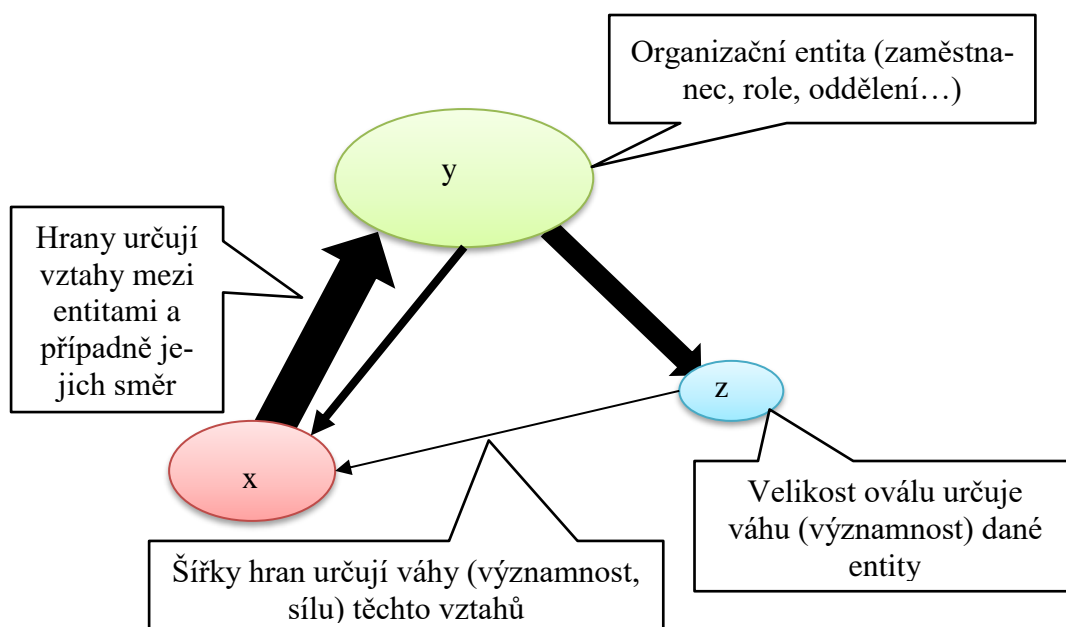 Organizační entita (zaměstna-
nec, role, oddělení…)
y
Hrany určují
vztahy mezi
entitami a
případně je-
jich směr
z
x
Velikost oválu určuje
váhu (významnost) dané
entity
Šířky hran určují váhy (významnost,
sílu) těchto vztahů